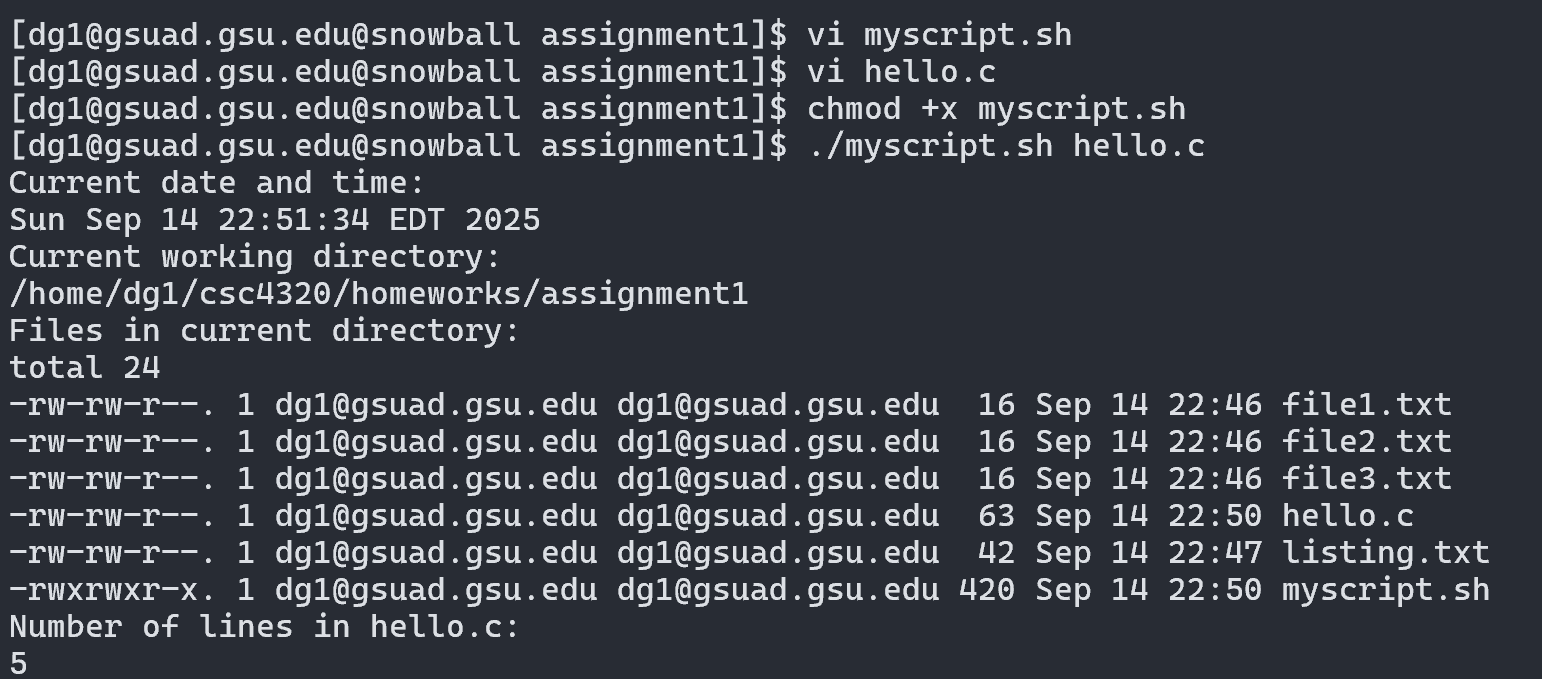 [dg1@gsuad.gsu.edu@snowball assignment1]$ vi myscript.sh
[dg1@gsuad.gsu.edu@snowball assignment1]$ vi hello.c
[dg1@gsuad.gsu.edu@snowball assignment1]$ chmod +x myscript.sh
[dg1@gsuad.gsu.edu@snowball assignment1]$ ./myscript.sh hello.c
Current date and time:
Sun Sep 14 22:51:34 EDT 2025
Current working directory:
/home/dg1/csc4320/homeworks/assignment1
Files in current directory:
total 24
-rw-rw-r--. 1 dg1@gsuad.gsu.edu dg1@gsuad.gsu.edu  16 Sep 14 22:46 file1.txt
-rw-rw-r--. 1 dg1@gsuad.gsu.edu dg1@gsuad.gsu.edu  16 Sep 14 22:46 file2.txt
-rw-rw-r--. 1 dg1@gsuad.gsu.edu dg1@gsuad.gsu.edu  16 Sep 14 22:46 file3.txt
-rw-rw-r--. 1 dg1@gsuad.gsu.edu dg1@gsuad.gsu.edu  63 Sep 14 22:50 hello.c
-rw-rw-r--. 1 dg1@gsuad.gsu.edu dg1@gsuad.gsu.edu  42 Sep 14 22:47 listing.txt
-rwxrwxr-x. 1 dg1@gsuad.gsu.edu dg1@gsuad.gsu.edu 420 Sep 14 22:50 myscript.sh
Number of lines in hello.c:
5